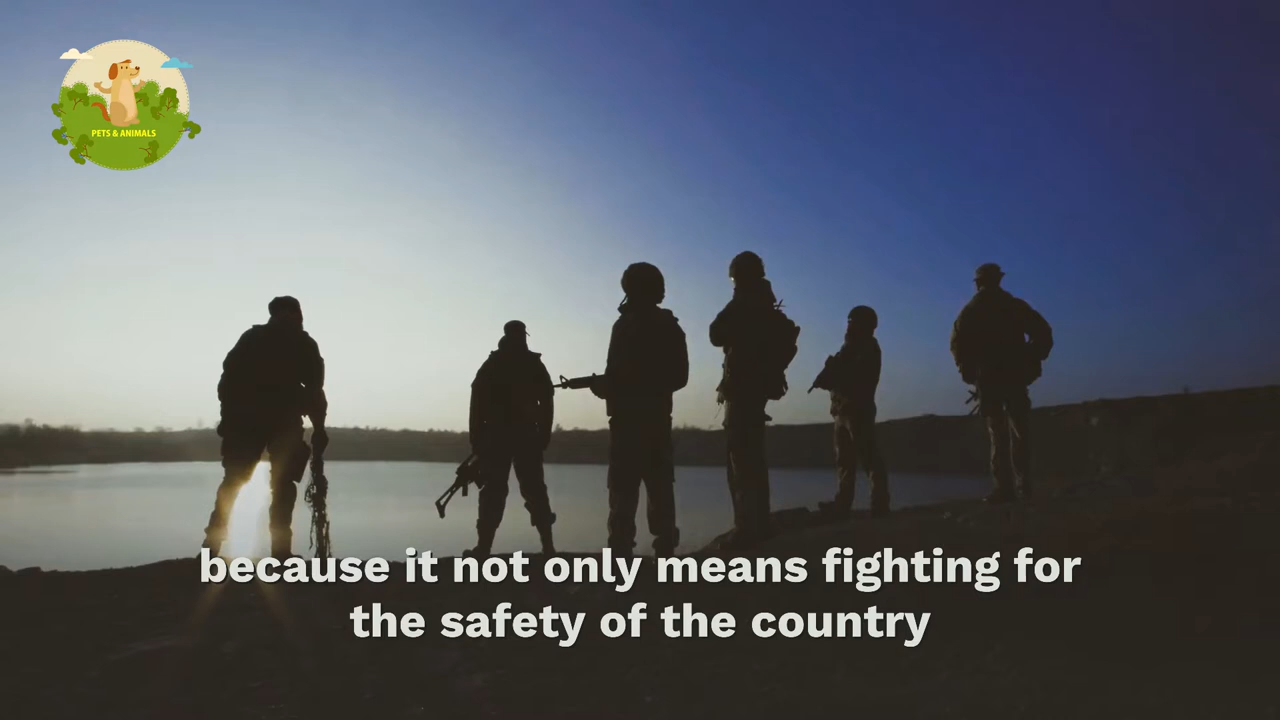 PETS & ANIMALS
because it not only means fighting for
the safety of the country